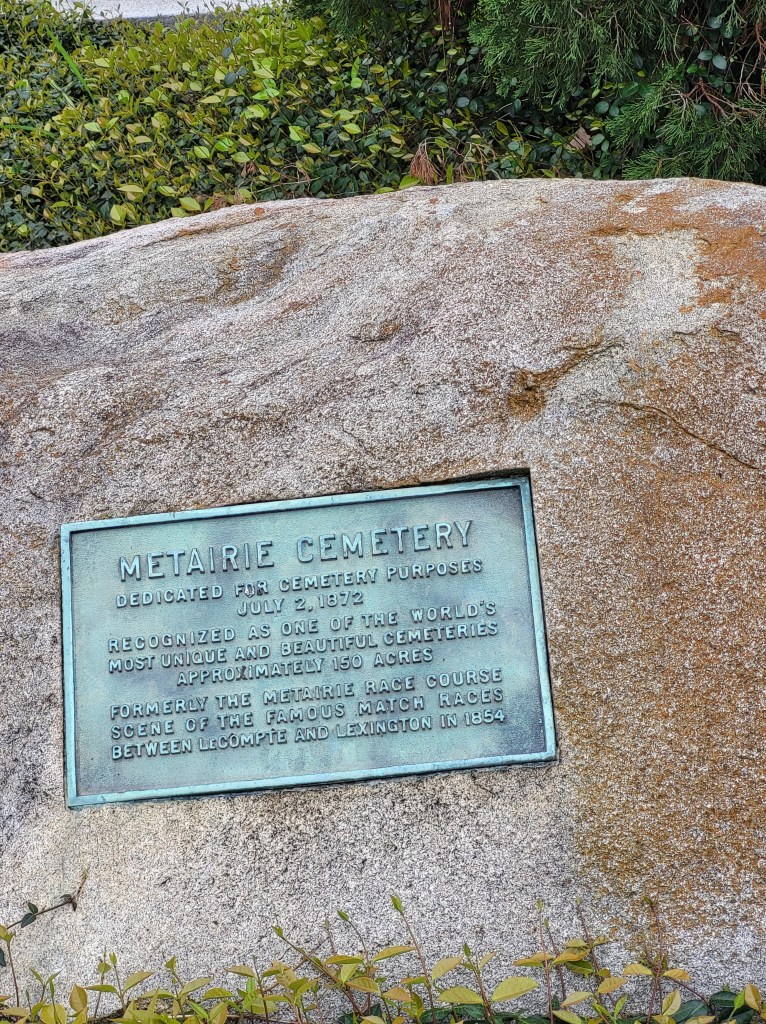 METAIRIE CEMETERY
DEDICATED FOR CEMETERY PURPOSES
JULY 2, 1872
RECOGNIZED AS ONE OF THE WORLD'S
MOST UNIQUE AND BEAUTIFUL CEMETERIES
APPROXIMATELY 150 ACRES
FORMERLY THE METAIRIE RACE COURSE
SCENE OF THE FAMOUS MATCH RACES
BETWEEN LECOMPTE AND LEXINGTON IN 1854